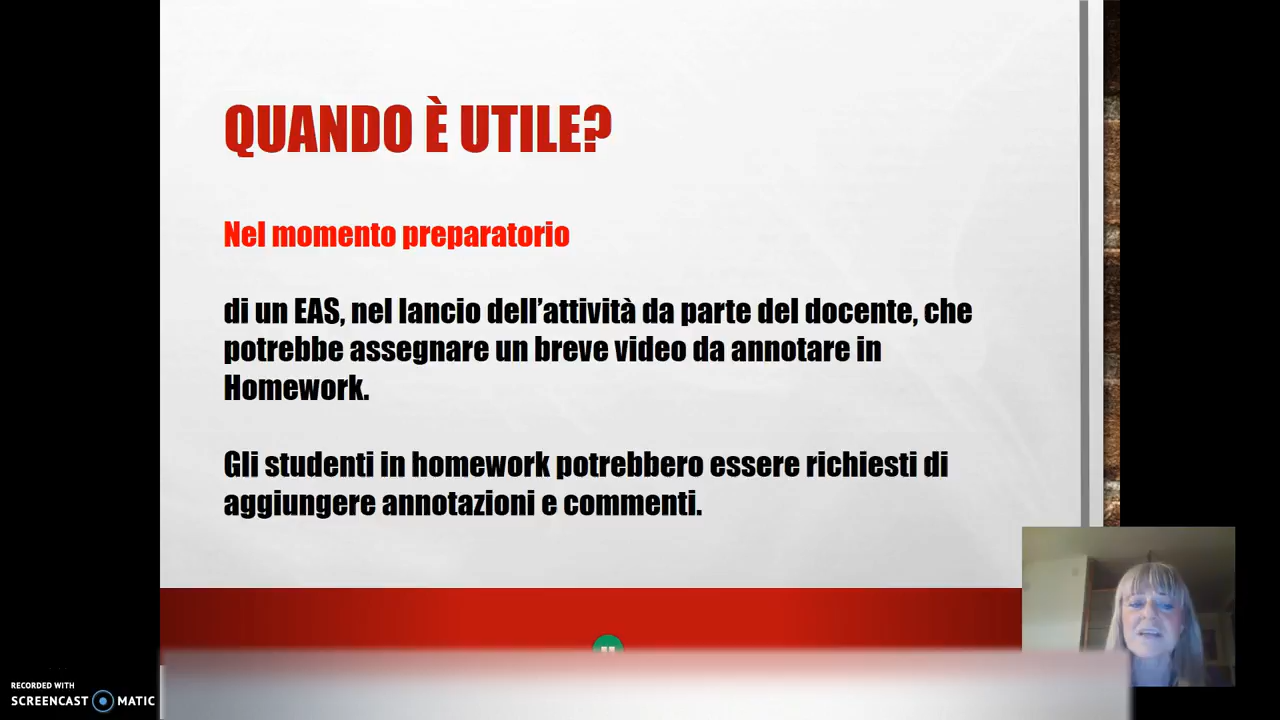 QUANDO È UTILE?
Nel momento preparatorio
di un EAS, nel lancio dell’attività da parte del docente, che
potrebbe assegnare un breve video da annotare in
Homework.
Gli studenti in homework potrebbero essere richiesti di
aggiungere annotazioni e commenti.
RECORDED WITH
SCREENCAST MATIC